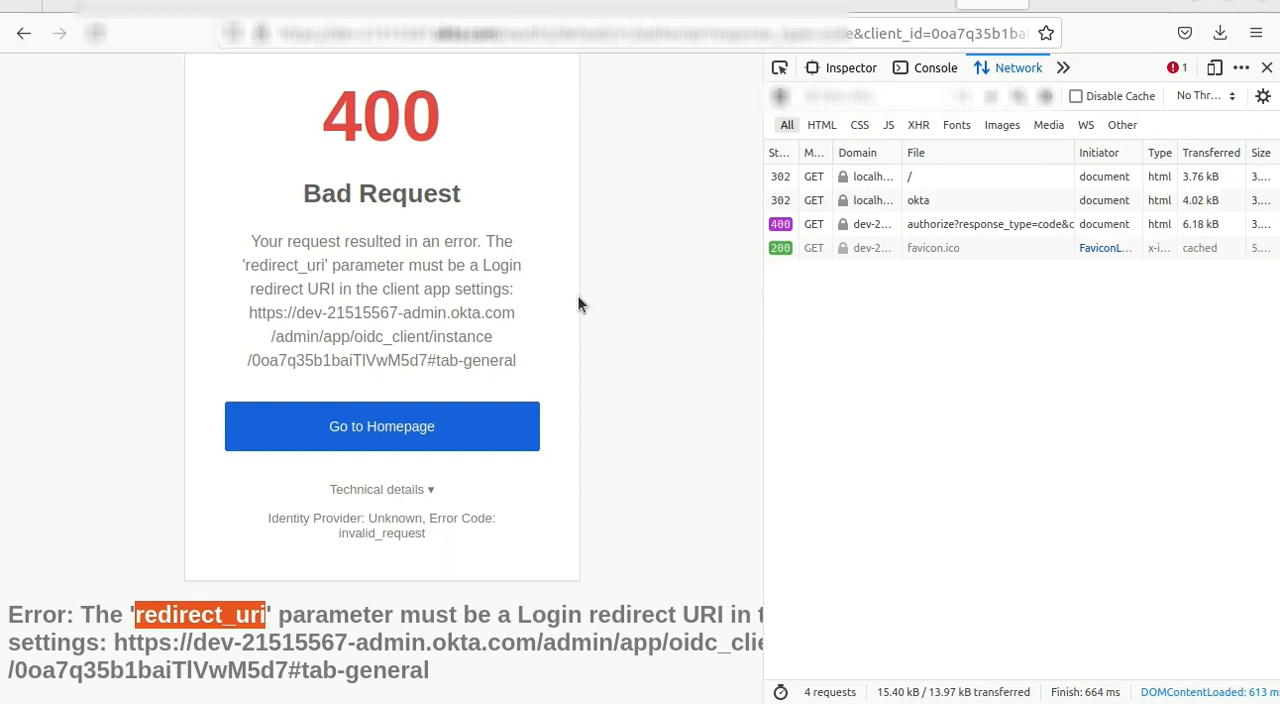 &client_id=0oa7q35b1ba
Inspector Console Network 1
Disable Cache No Thr...
All HTML CSS JS XHR Fonts Images Media WS Other
St... M... Domain File Initiator Type Transferred Size
302 GET localh... / document html 3.76 kB 3....
302 GET localh... okta document html 4.02 kB 3....
400 GET dev-2... authorize?response_type=code&c document html 6.18 kB 3....
200 GET dev-2... favicon.ico FaviconL... x-i... cached 5....
4 requests 15.40 kB / 13.97 kB transferred Finish: 664 ms DOMContentLoaded: 613 m
400
Bad Request
Your request resulted in an error. The
'redirect_uri' parameter must be a Login
redirect URI in the client app settings:
https://dev-21515567-admin.okta.com
/admin/app/oidc_client/instance
/0oa7q35b1baiTlVwM5d7#tab-general
Go to Homepage
Technical details ▾
Identity Provider: Unknown, Error Code:
invalid_request
Error: The 'redirect_uri' parameter must be a Login redirect URI in
settings: https://dev-21515567-admin.okta.com/admin/app/oidc_clie
/0oa7q35b1baiTlVwM5d7#tab-general